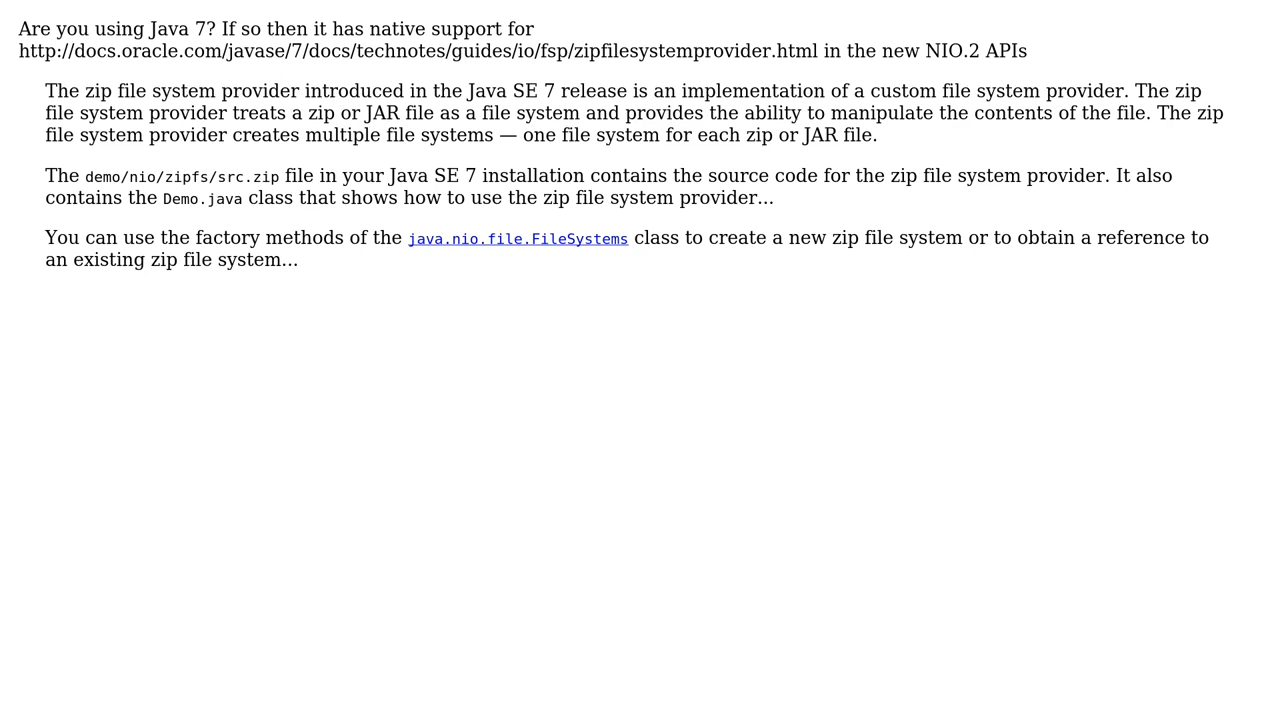 Are you using Java 7? If so then it has native support for
http://docs.oracle.com/javase/7/docs/technotes/guides/io/fsp/zipfilesystemprovider.html in the new NIO.2 APIs
The zip file system provider introduced in the Java SE 7 release is an implementation of a custom file system provider. The zip
file system provider treats a zip or JAR file as a file system and provides the ability to manipulate the contents of the file. The zip
file system provider creates multiple file systems — one file system for each zip or JAR file.
The demo/nio/zipfs/src.zip file in your Java SE 7 installation contains the source code for the zip file system provider. It also
contains the Demo.java class that shows how to use the zip file system provider...
You can use the factory methods of the java.nio.file.FileSystems class to create a new zip file system or to obtain a reference to
an existing zip file system...